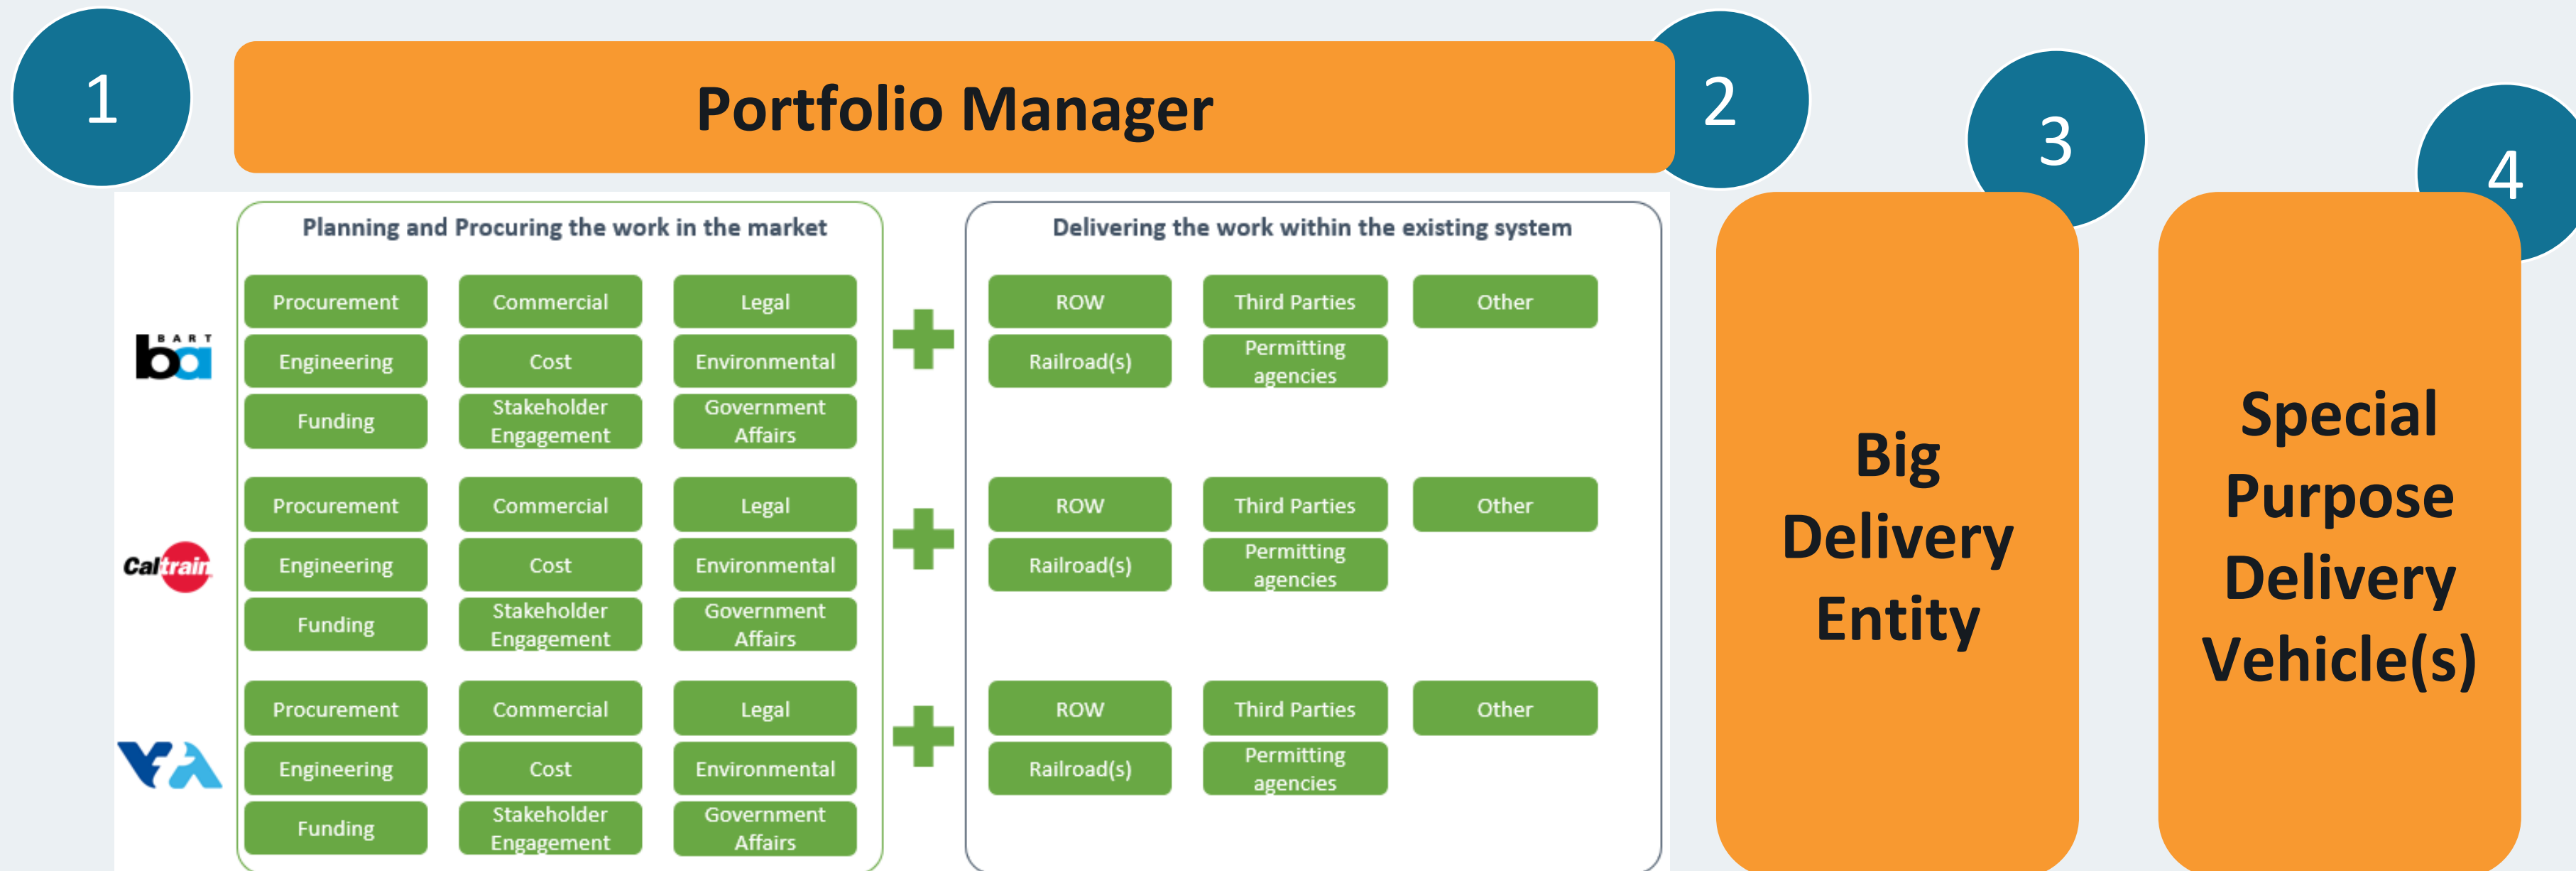 1
Portfolio Manager
2
3
4
Planning and Procuring the work in the market
Delivering the work within the existing system
BART
ba
Procurement
Commercial
Legal
ROW
Third Parties
Other
Engineering
Cost
Environmental
Railroad(s)
Permitting
agencies
Funding
Stakeholder
Engagement
Government
Affairs
Caltrain
Procurement
Commercial
Legal
ROW
Third Parties
Other
Engineering
Cost
Environmental
Railroad(s)
Permitting
agencies
Funding
Stakeholder
Engagement
Government
Affairs
VTA
Procurement
Commercial
Legal
ROW
Third Parties
Other
Engineering
Cost
Environmental
Railroad(s)
Permitting
agencies
Funding
Stakeholder
Engagement
Government
Affairs
Big
Delivery
Entity
Special
Purpose
Delivery
Vehicle(s)